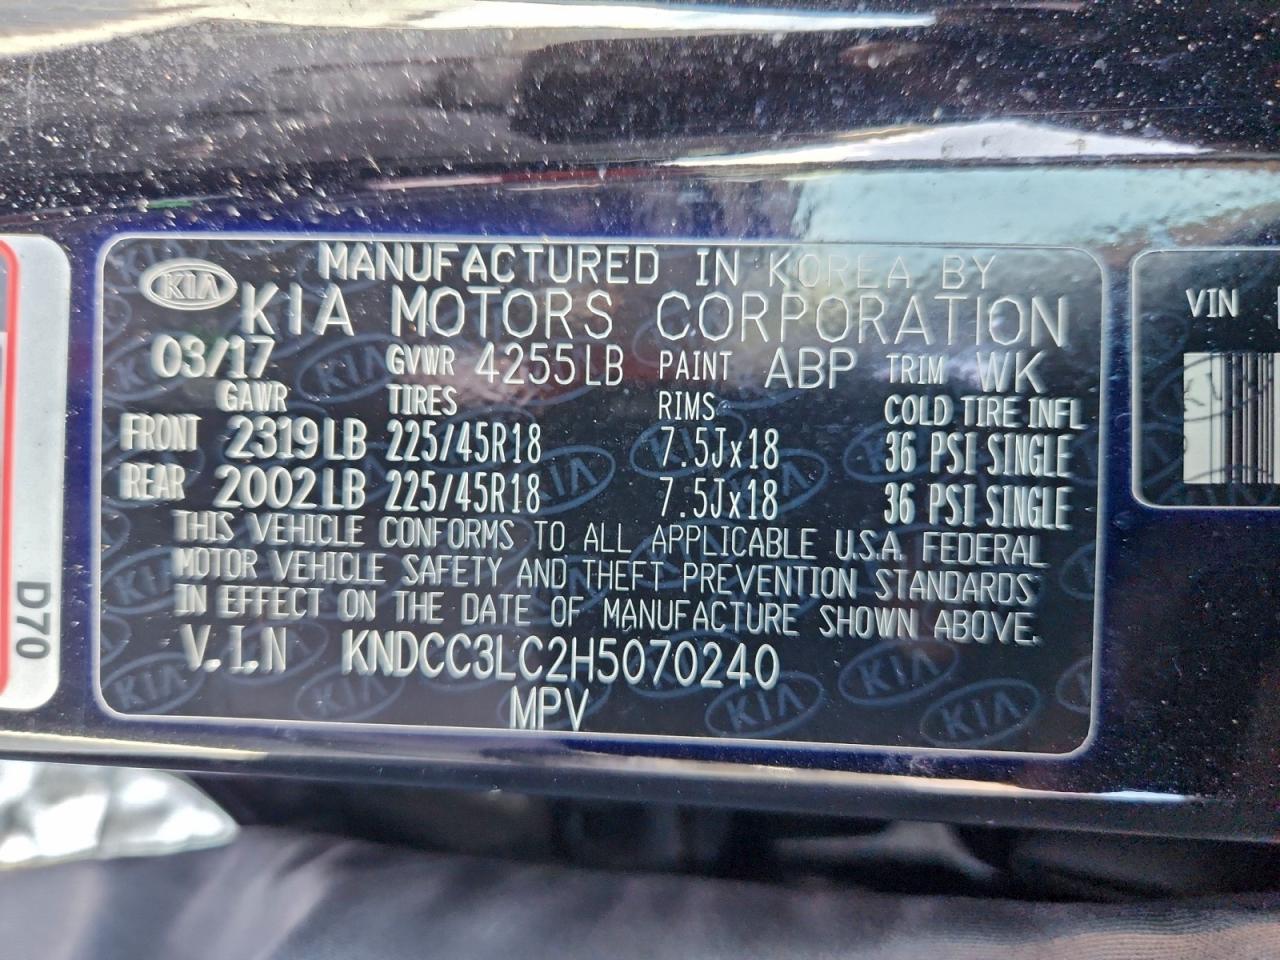 MANUFACTURED IN KOREA BY
KIA KIA MOTORS CORPORATION
03/17 GVWR 4255LB PAINT ABP TRIM WK
GAWR TIRES RIMS COLD TIRE INFL
FRONT 2319LB 225/45R18 7.5Jx18 36 PSI SINGLE
REAR 2002LB 225/45R18 7.5Jx18 36 PSI SINGLE
THIS VEHICLE CONFORMS TO ALL APPLICABLE U.S.A. FEDERAL
MOTOR VEHICLE SAFETY AND THEFT PREVENTION STANDARDS
IN EFFECT ON THE DATE OF MANUFACTURE SHOWN ABOVE.
V.I.N KNDCC3LC2H5070240
MPV
D70
VIN